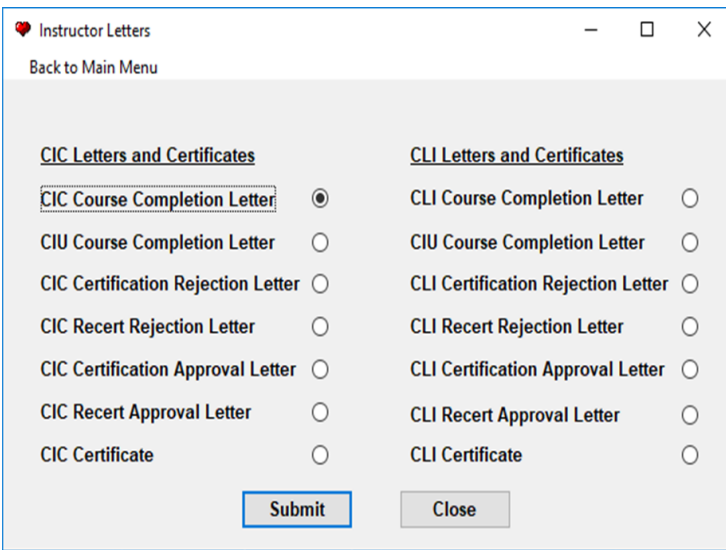 Instructor Letters
Back to Main Menu
CIC Letters and Certificates
CIC Course Completion Letter
CIU Course Completion Letter
CIC Certification Rejection Letter
CIC Recert Rejection Letter
CIC Certification Approval Letter
CIC Recert Approval Letter
CIC Certificate
CLI Letters and Certificates
CLI Course Completion Letter
CIU Course Completion Letter
CLI Certification Rejection Letter
CLI Recert Rejection Letter
CLI Certification Approval Letter
CLI Recert Approval Letter
CLI Certificate
Submit
Close